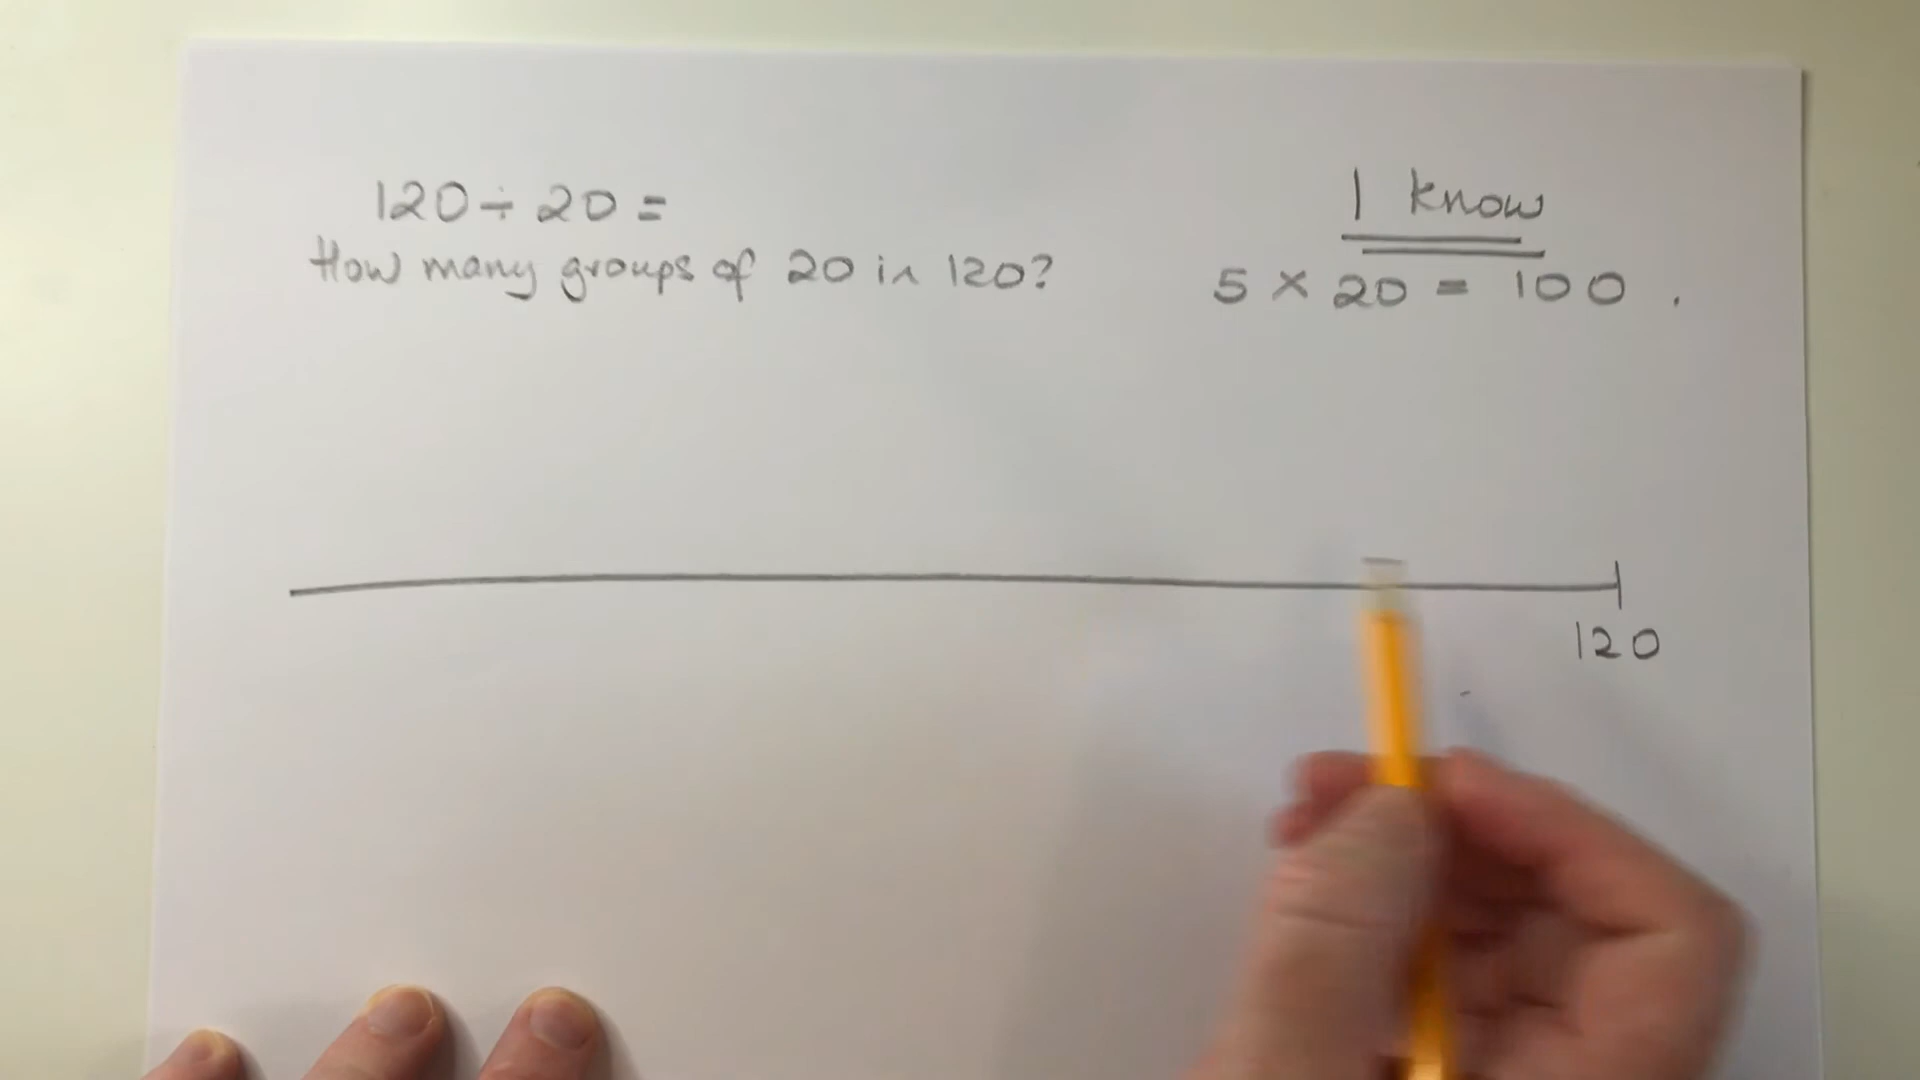 120 ÷ 20 =
How many groups of 20 in 120?
I know
5 × 20 = 100 .
120